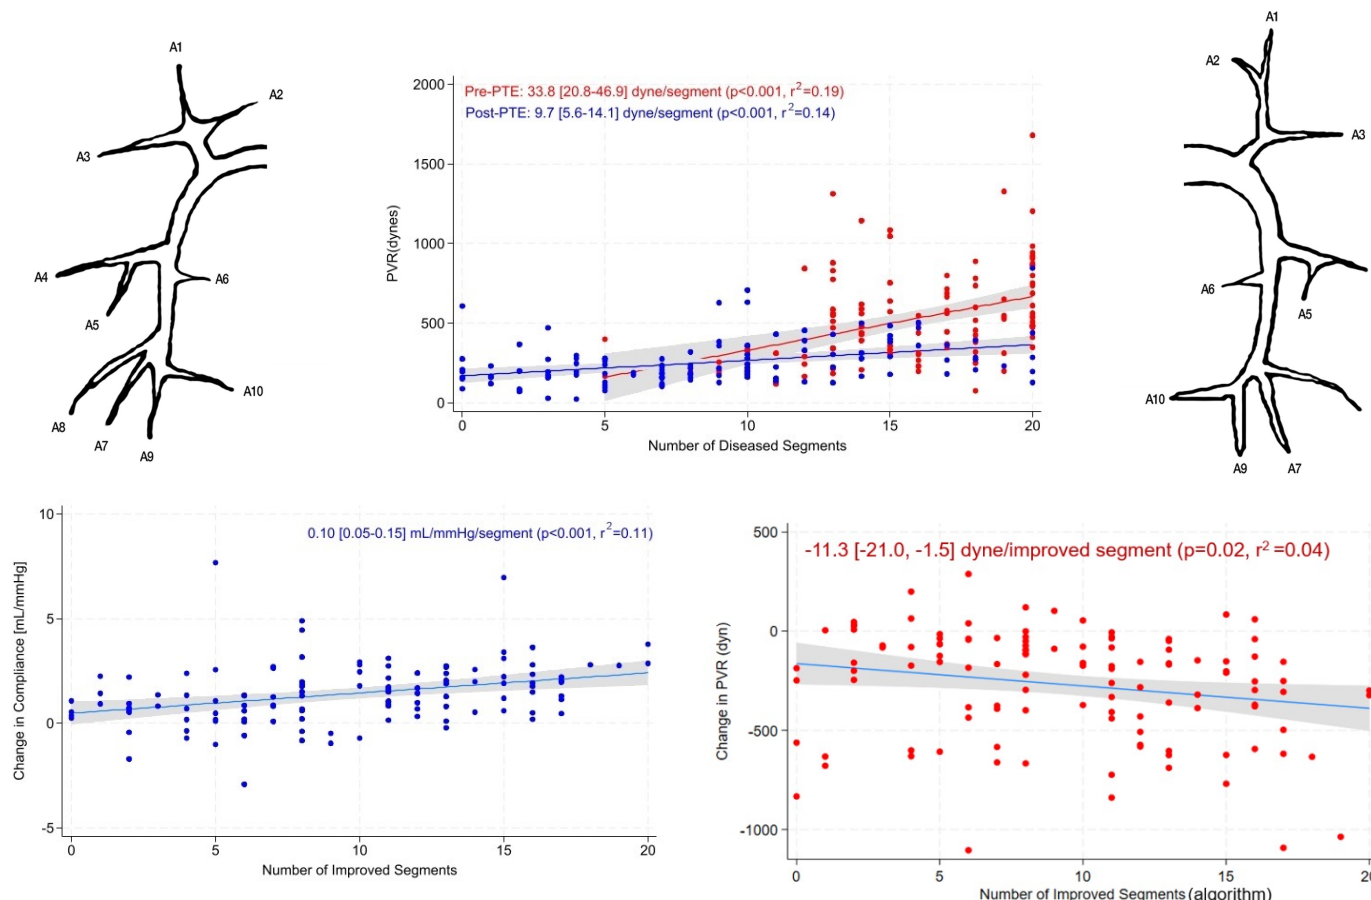 A1
A2
A3
A4
A5
A6
A7
A8
A9
A10
2000
1500
1000
500
0
PVR(dynes)
Pre-PTE: 33.8 [20.8-46.9] dyne/segment (p<0.001, r²=0.19)
Post-PTE: 9.7 [5.6-14.1] dyne/segment (p<0.001, r²=0.14)
0 5 10 15 20
Number of Diseased Segments
A1
A2
A3
A6
A5
A10
A9
A7
10
5
0
-5
Change in Compliance [mL/mmHg]
0.10 [0.05-0.15] mL/mmHg/segment (p<0.001, r²=0.11)
0 5 10 15 20
Number of Improved Segments
500
0
-500
-1000
Change in PVR (dyn)
-11.3 [-21.0, -1.5] dyne/improved segment (p=0.02, r²=0.04)
0 5 10 15 20
Number of Improved Segments (algorithm)